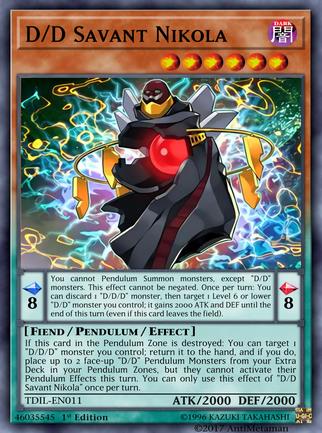 D/D Savant Nikola
DARK
闇
You cannot Pendulum Summon monsters, except "D/D"
monsters. This effect cannot be negated. Once per turn: You
can discard 1 "D/D/D" monster, then target 1 Level 6 or lower
"D/D" monster you control; it gains 2000 ATK and DEF until the
end of this turn (even if this card leaves the field).
8
8
[Fiend / Pendulum / Effect]
If this card in the Pendulum Zone is destroyed: You can target 1
"D/D/D" monster you control; return it to the hand, and if you do,
place up to 2 face-up "D/D" Pendulum Monsters from your Extra
Deck in your Pendulum Zones, but they cannot activate their
Pendulum Effects this turn. You can only use this effect of "D/D
Savant Nikola" once per turn.
TDIL-EN011 ATK/2000 DEF/2000
46035545 1st Edition ©1996 KAZUKI TAKAHASHI
©2017 AntiMetaman